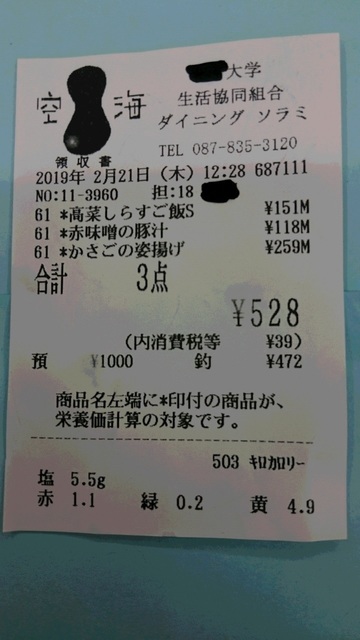 空 海
大学
生活協同組合
ダイニング ソラミ
TEL 087-835-3120
領収書
2019年 2月21日（木）12:28 687111
NO:11-3960 担:18
61 *高菜しらすご飯S ¥151M
61 *赤味噌の豚汁 ¥118M
61 *かさごの姿揚げ ¥259M
合計 3点
¥528
（内消費税等 ¥39）
預 ¥1000 釣 ¥472
商品名左端に*印付の商品が、
栄養価計算の対象です。
503 ｷﾛｶﾛﾘｰ
塩 5.5g
赤 1.1 緑 0.2 黄 4.9